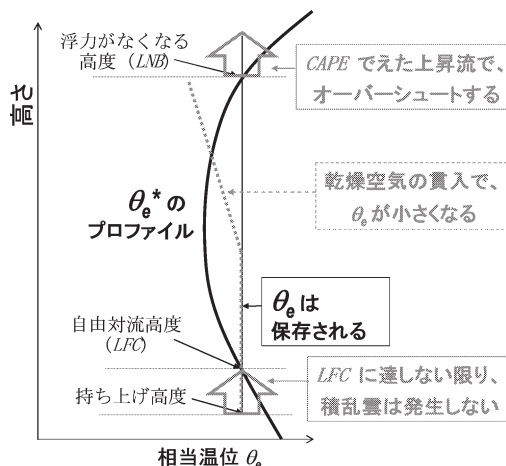 浮力がなくなる
高度 (LNB)
CAPE でえた上昇流で、
オーバーシュートする
高さ
乾燥空気の貫入で、
θeが小さくなる
θe*の
プロファイル
θeは
保存される
自由対流高度
(LFC)
LFC に達しない限り、
積乱雲は発生しない
持ち上げ高度
相当温位 θe